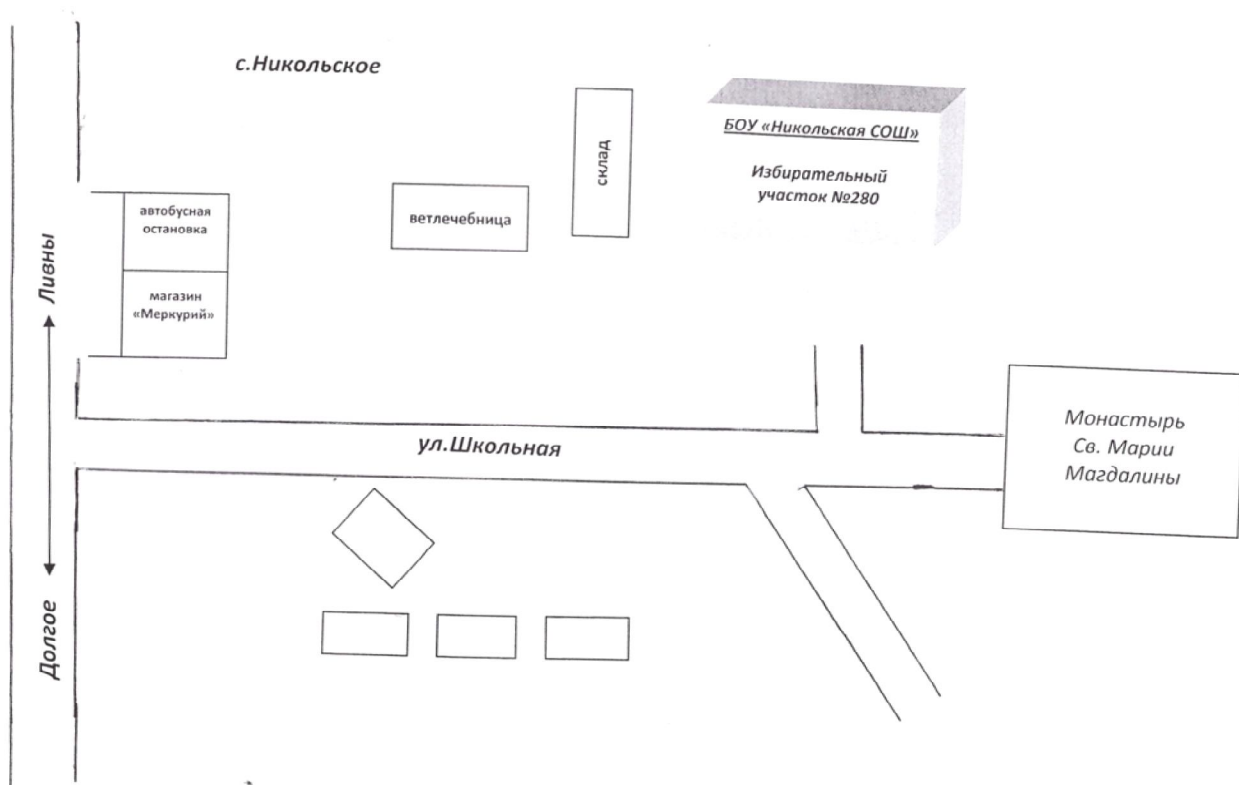 с.Никольское
БОУ «Никольская СОШ»
Избирательный
участок №280
склад
ветлечебница
автобусная
остановка
магазин
«Меркурий»
Ливны
Долгое
ул.Школьная
Монастырь
Св. Марии
Магдалины